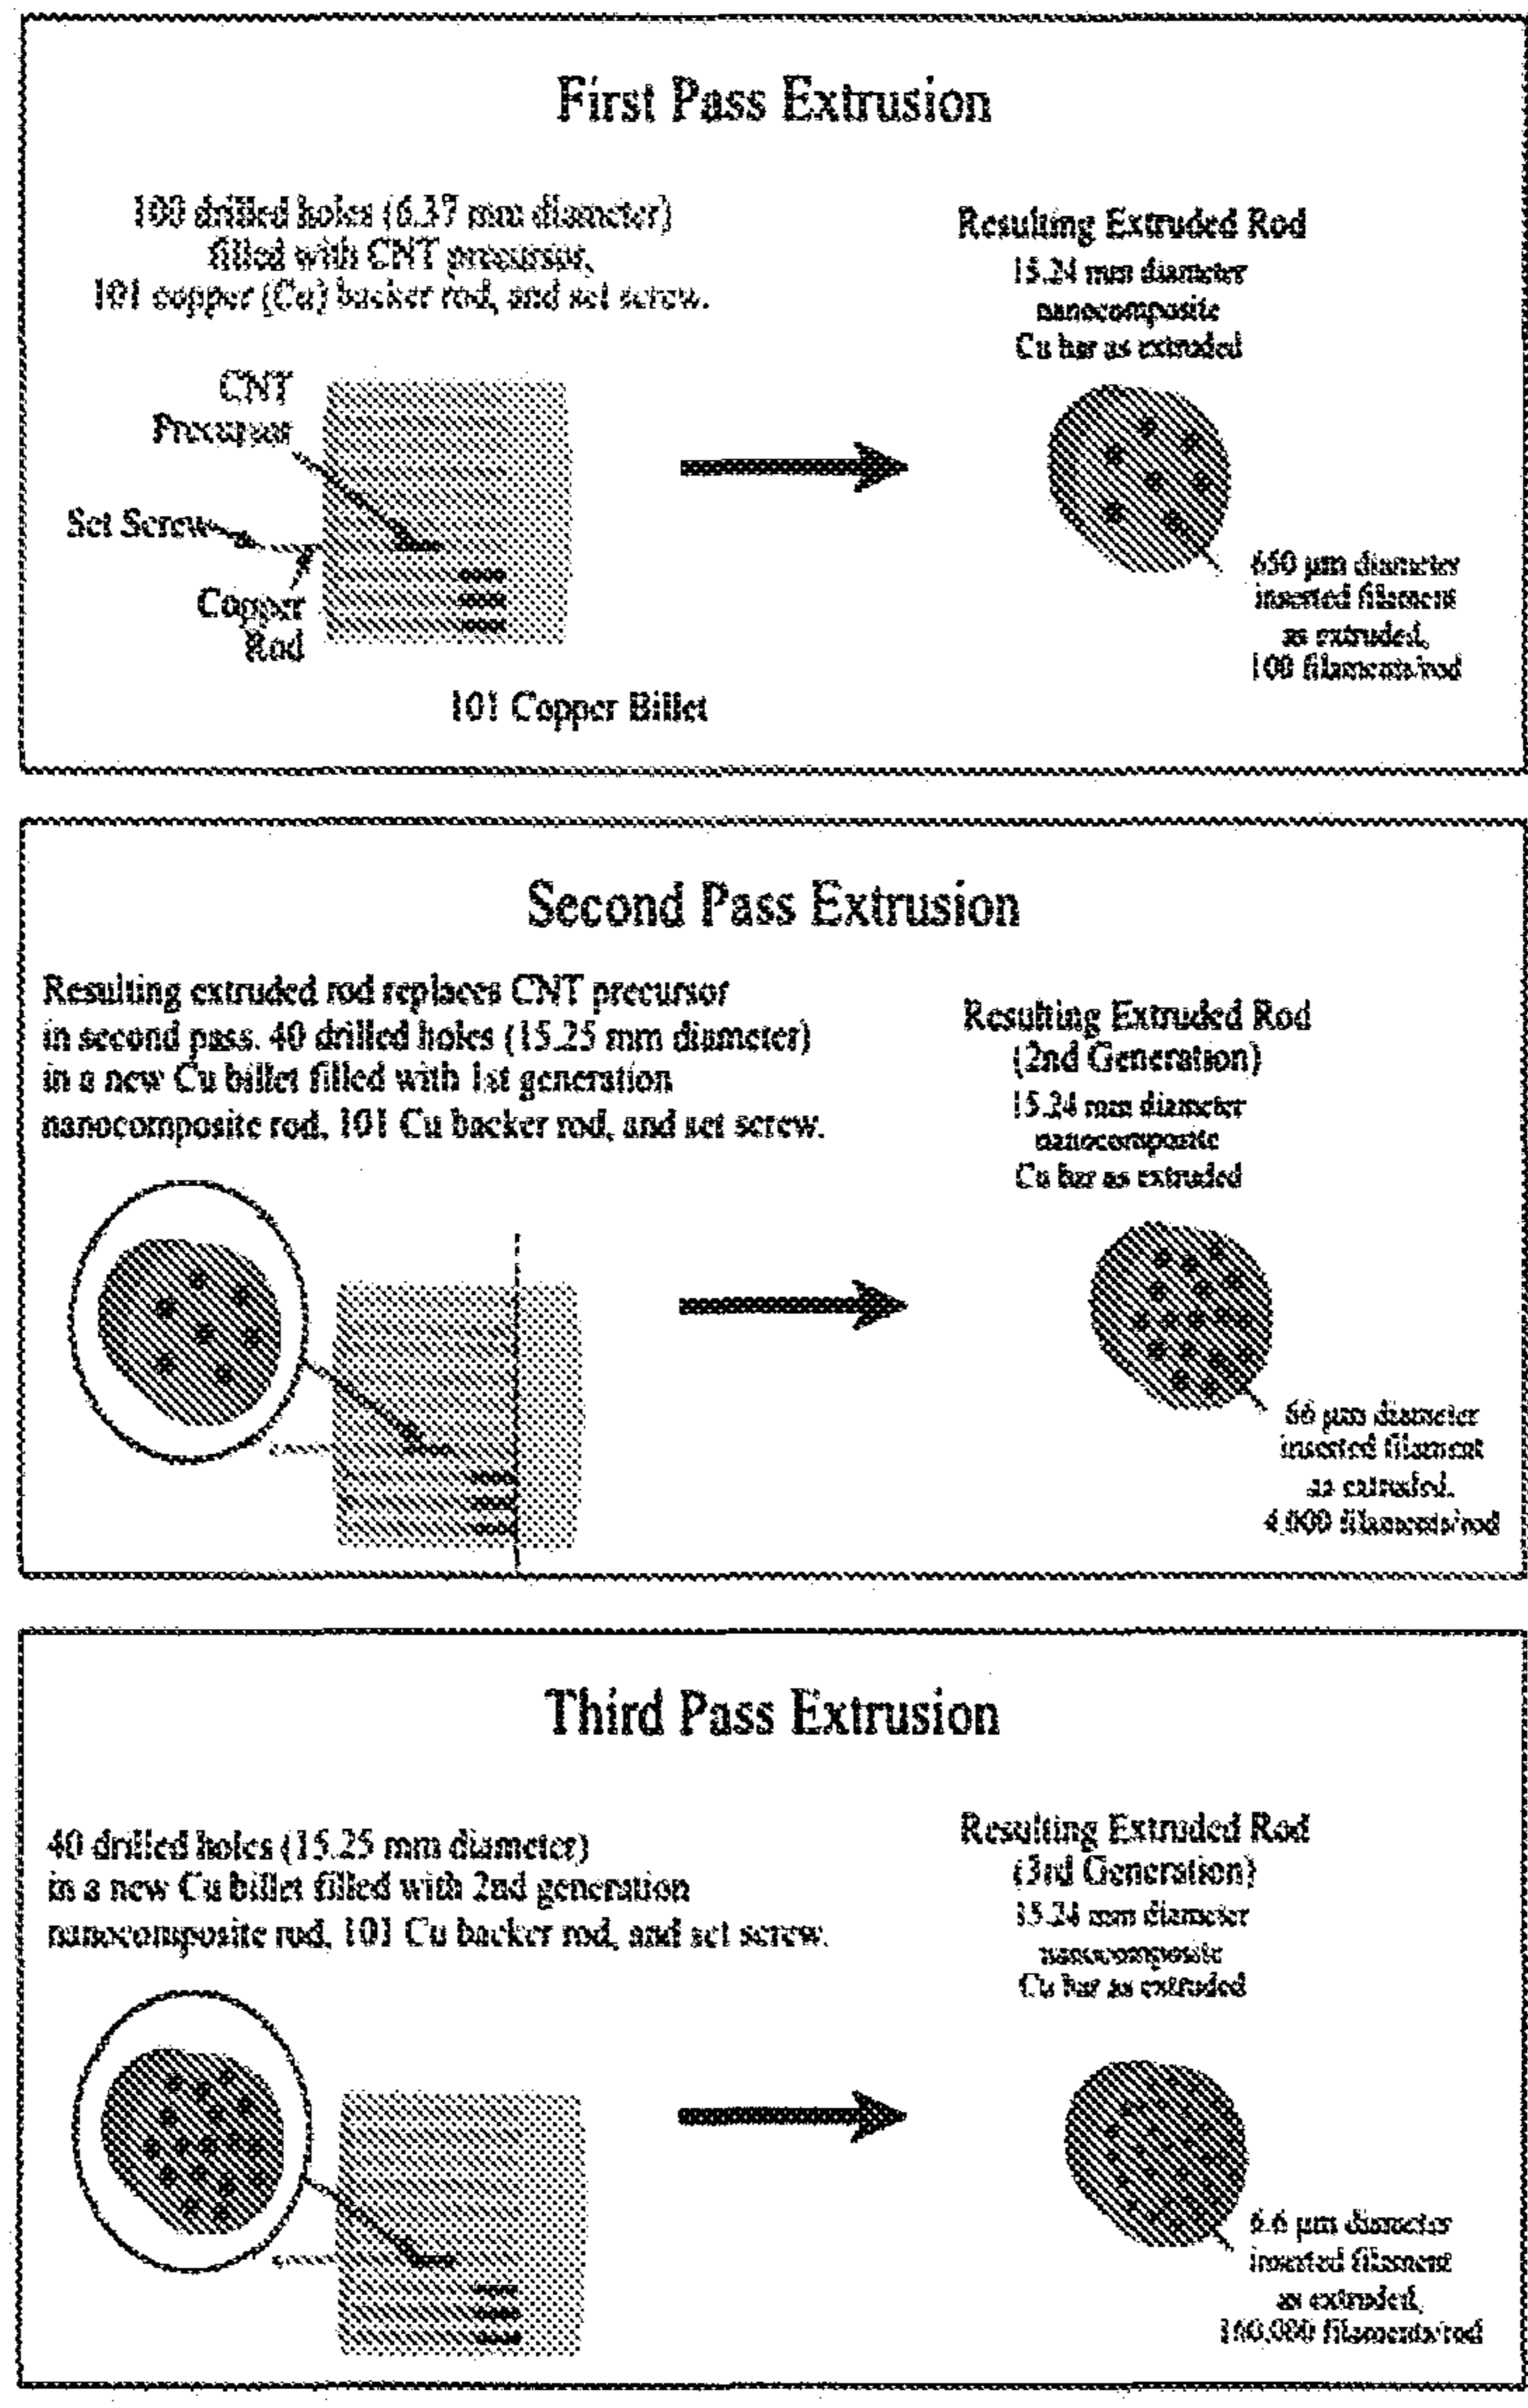 First Pass Extrusion
100 drilled holes (6.37 mm diameter)
filled with CNT precursor,
101 copper (Cu) backer rod, and set screw.
Resulting Extruded Rod
15.24 mm diameter
nanocomposite
Cu bar as extruded
CNT
Precursor
Set Screw
Copper
Rod
101 Copper Billet
650 µm diameter
inserted filament
as extruded,
100 filaments/rod
Second Pass Extrusion
Resulting extruded rod replaces CNT precursor
in second pass. 40 drilled holes (15.25 mm diameter)
in a new Cu billet filled with 1st generation
nanocomposite rod, 101 Cu backer rod, and set screw.
Resulting Extruded Rod
(2nd Generation)
15.24 mm diameter
nanocomposite
Cu bar as extruded
66 µm diameter
inserted filament
as extruded.
4,000 filaments/rod
Third Pass Extrusion
40 drilled holes (15.25 mm diameter)
in a new Cu billet filled with 2nd generation
nanocomposite rod, 101 Cu backer rod, and set screw.
Resulting Extruded Rod
(3rd Generation)
15.24 mm diameter
nanocomposite
Cu bar as extruded
6.6 µm diameter
inserted filament
as extruded,
160,000 filaments/rod